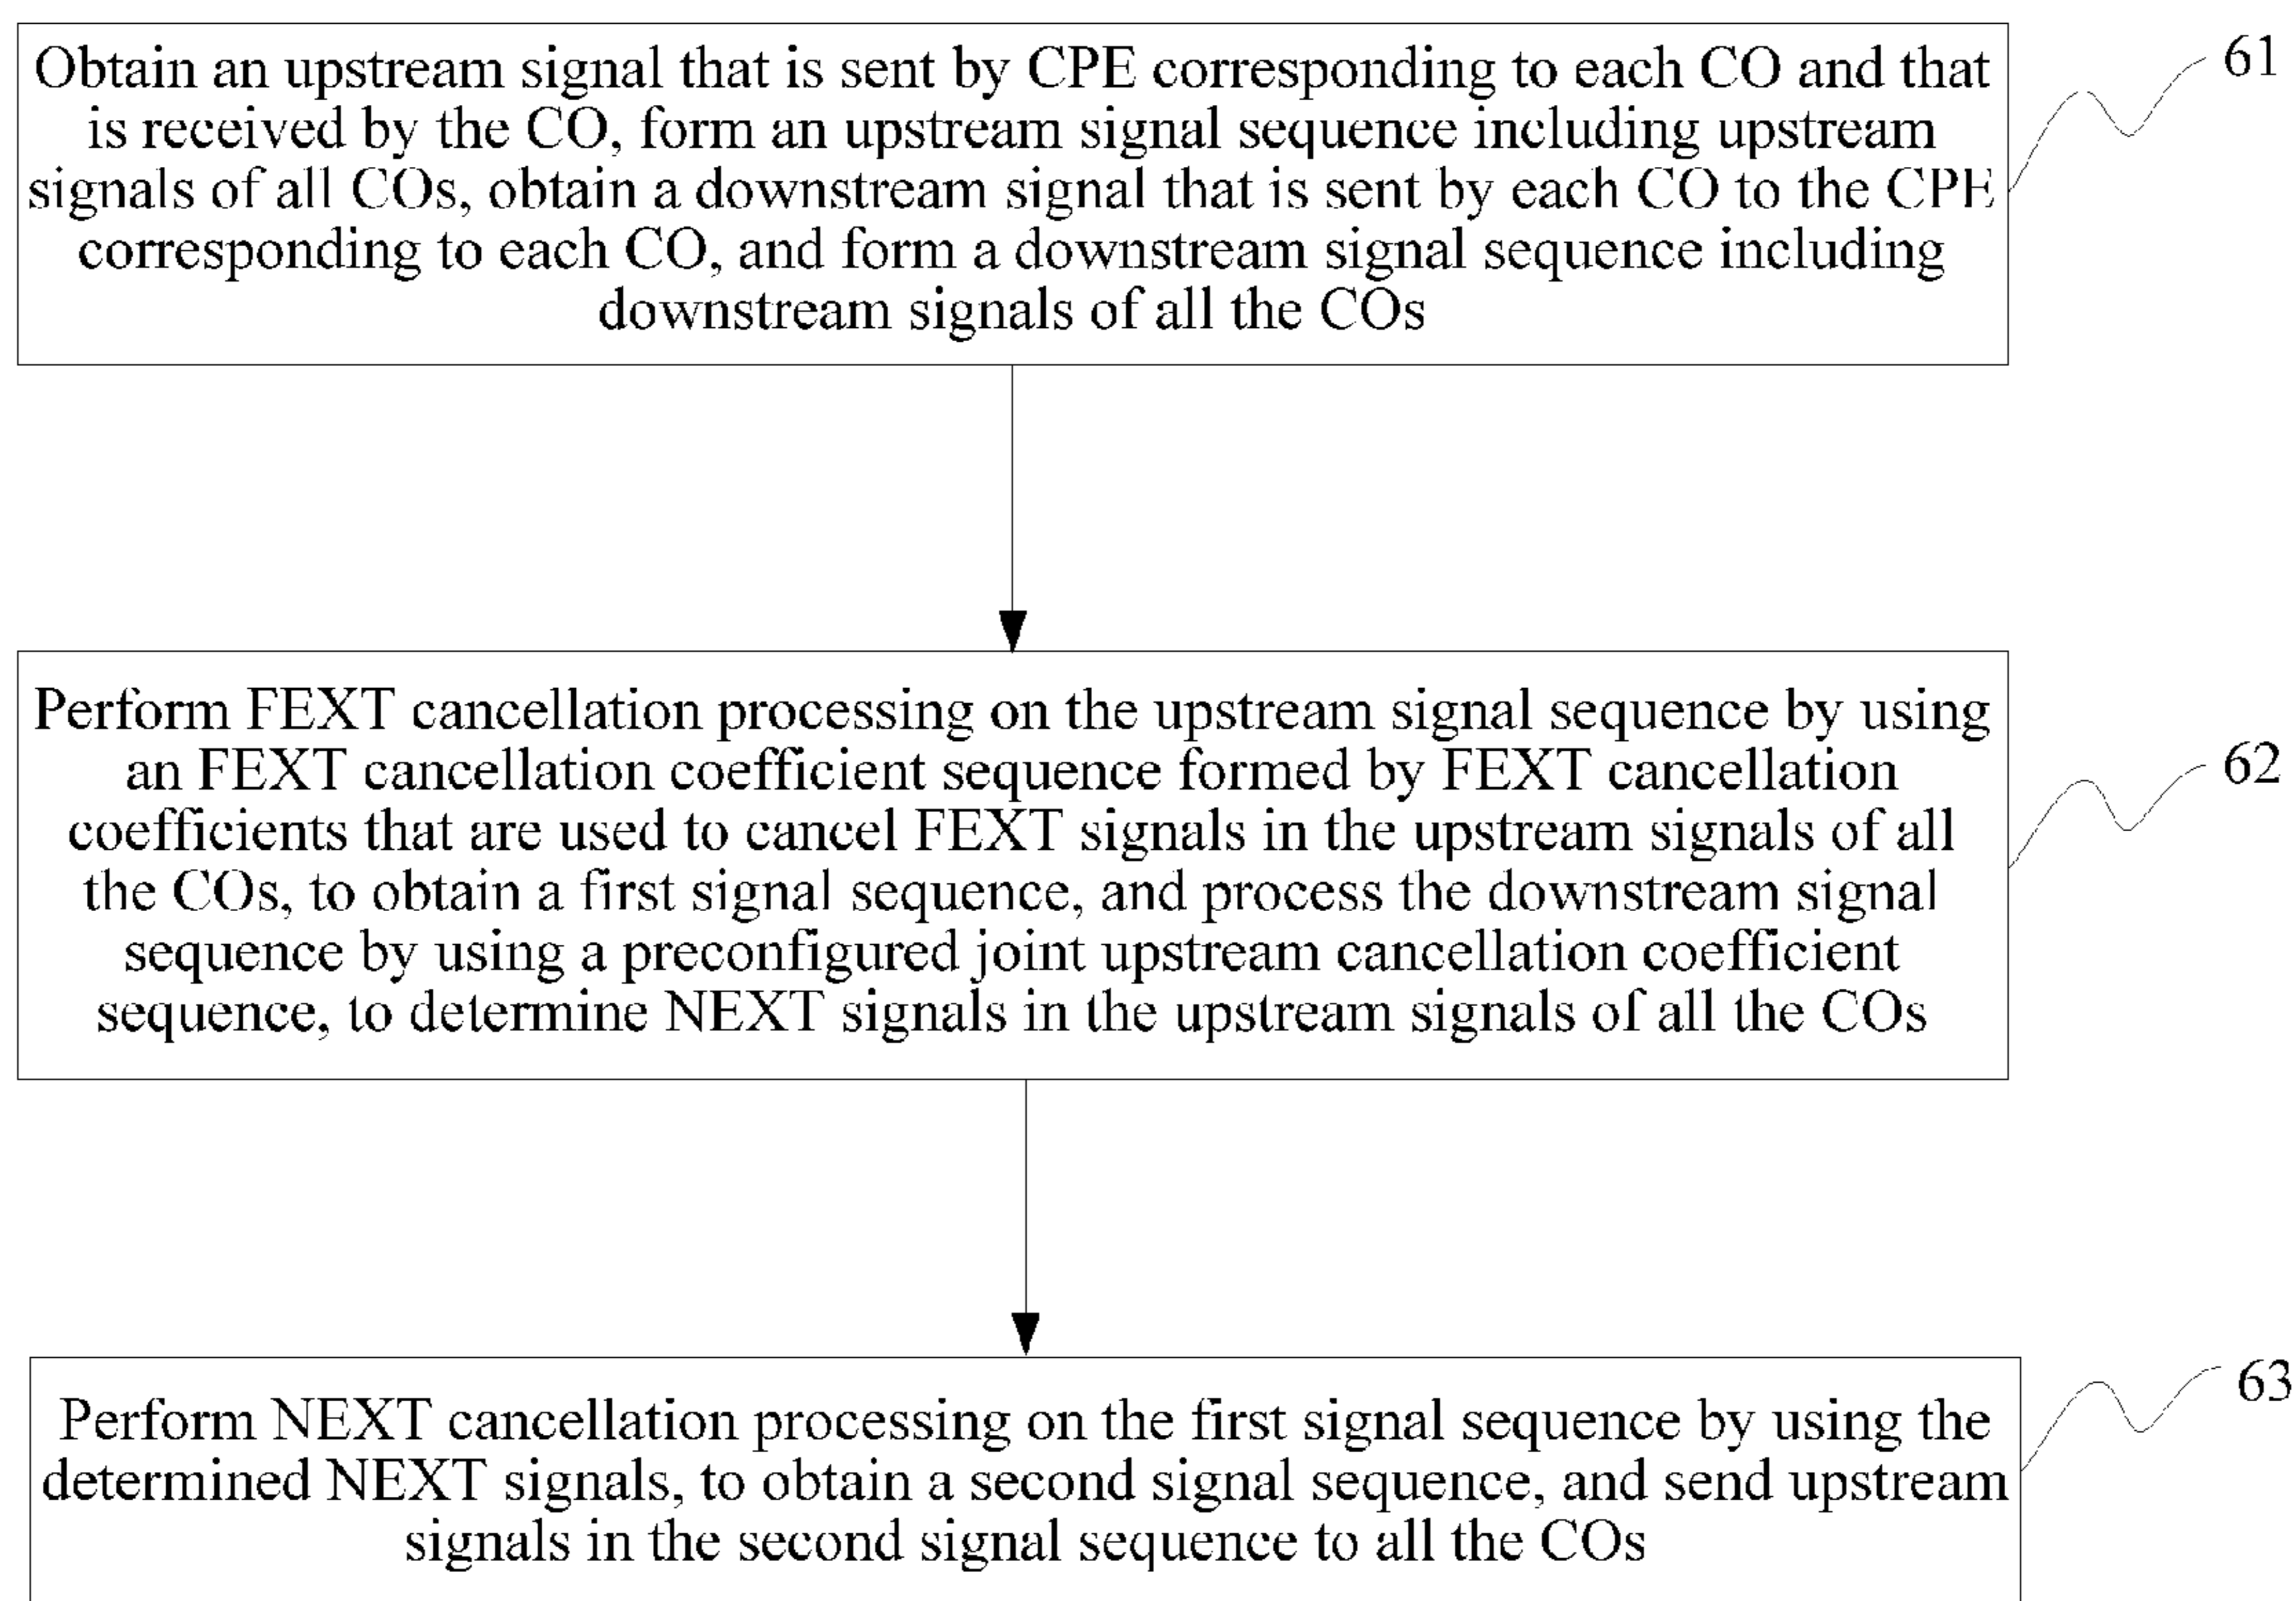 Obtain an upstream signal that is sent by CPE corresponding to each CO and that
is received by the CO, form an upstream signal sequence including upstream
signals of all COs, obtain a downstream signal that is sent by each CO to the CPE
corresponding to each CO, and form a downstream signal sequence including
downstream signals of all the COs
61
Perform FEXT cancellation processing on the upstream signal sequence by using
an FEXT cancellation coefficient sequence formed by FEXT cancellation
coefficients that are used to cancel FEXT signals in the upstream signals of all
the COs, to obtain a first signal sequence, and process the downstream signal
sequence by using a preconfigured joint upstream cancellation coefficient
sequence, to determine NEXT signals in the upstream signals of all the COs
62
Perform NEXT cancellation processing on the first signal sequence by using the
determined NEXT signals, to obtain a second signal sequence, and send upstream
signals in the second signal sequence to all the COs
63